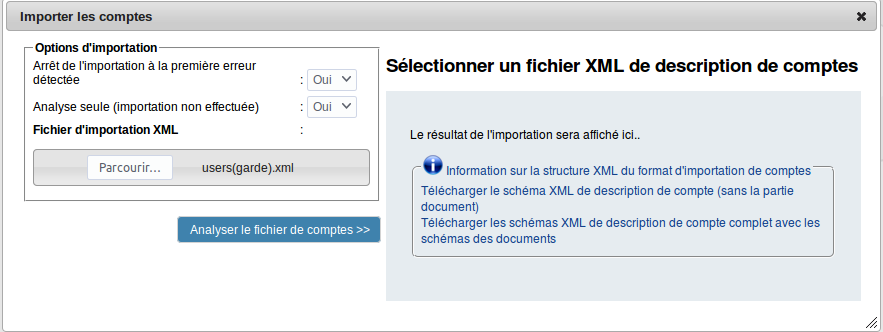 Importer les comptes
Options d'importation
Arrêt de l'importation à la première erreur
détectée : Oui
Analyse seule (importation non effectuée) : Oui
Fichier d'importation XML :
Parcourir... users(garde).xml
Analyser le fichier de comptes >>
Sélectionner un fichier XML de description de comptes
Le résultat de l'importation sera affiché ici..
Information sur la structure XML du format d'importation de comptes
Télécharger le schéma XML de description de compte (sans la partie
document)
Télécharger les schémas XML de description de compte complet avec les
schémas des documents